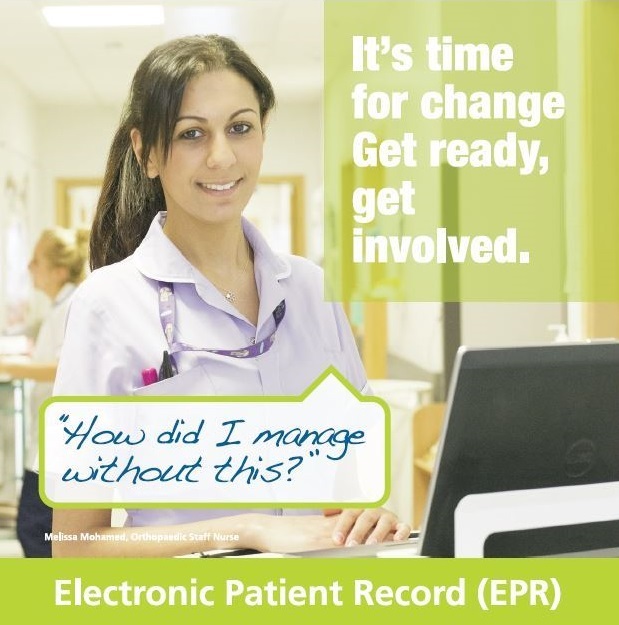 It's time
for change
Get ready,
get
involved.
"How did I manage
without this?"
Melissa Mohamed, Orthopaedic Staff Nurse
Electronic Patient Record (EPR)